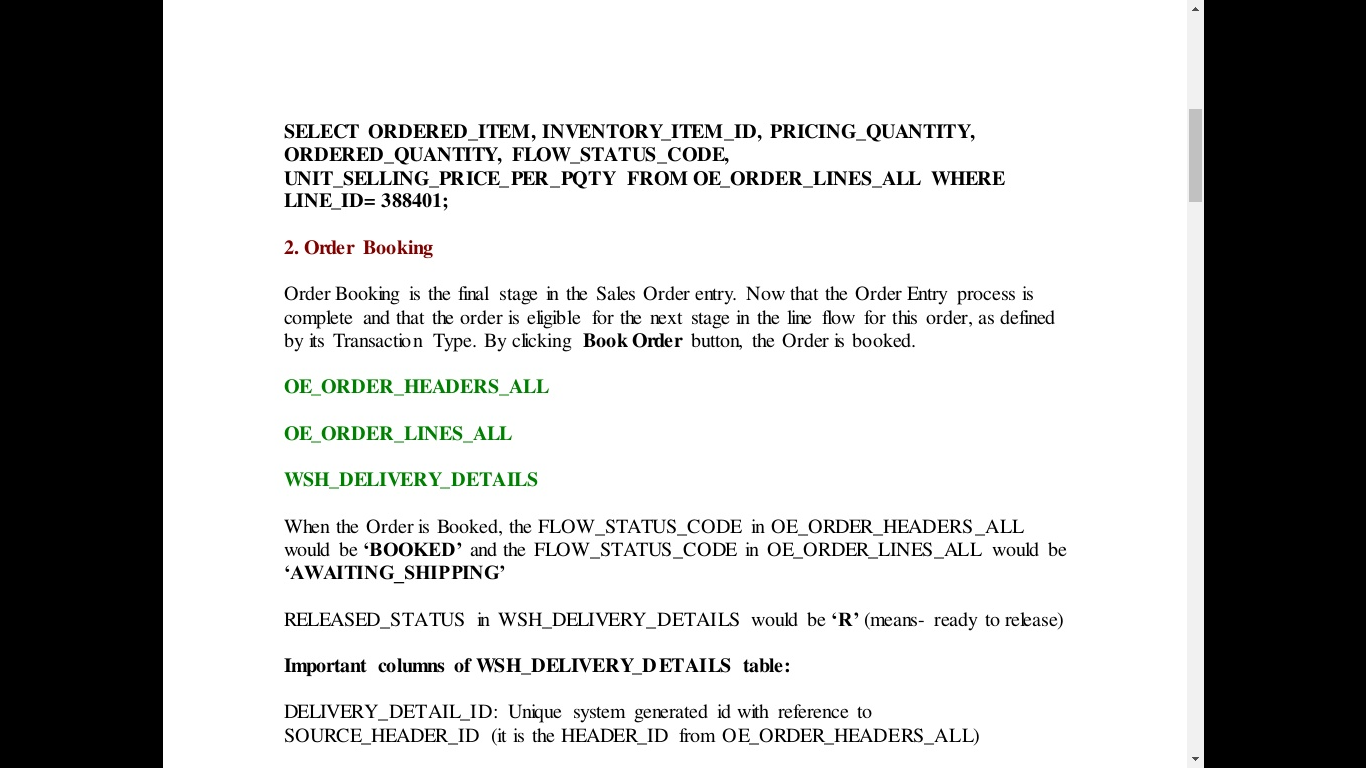 SELECT ORDERED_ITEM, INVENTORY_ITEM_ID, PRICING_QUANTITY,
ORDERED_QUANTITY, FLOW_STATUS_CODE,
UNIT_SELLING_PRICE_PER_PQTY FROM OE_ORDER_LINES_ALL WHERE
LINE_ID= 388401;
2. Order Booking
Order Booking is the final stage in the Sales Order entry. Now that the Order Entry process is
complete and that the order is eligible for the next stage in the line flow for this order, as defined
by its Transaction Type. By clicking Book Order button, the Order is booked.
OE_ORDER_HEADERS_ALL
OE_ORDER_LINES_ALL
WSH_DELIVERY_DETAILS
When the Order is Booked, the FLOW_STATUS_CODE in OE_ORDER_HEADERS_ALL
would be ‘BOOKED’ and the FLOW_STATUS_CODE in OE_ORDER_LINES_ALL would be
‘AWAITING_SHIPPING’
RELEASED_STATUS in WSH_DELIVERY_DETAILS would be ‘R’ (means- ready to release)
Important columns of WSH_DELIVERY_DETAILS table:
DELIVERY_DETAIL_ID: Unique system generated id with reference to
SOURCE_HEADER_ID (it is the HEADER_ID from OE_ORDER_HEADERS_ALL)